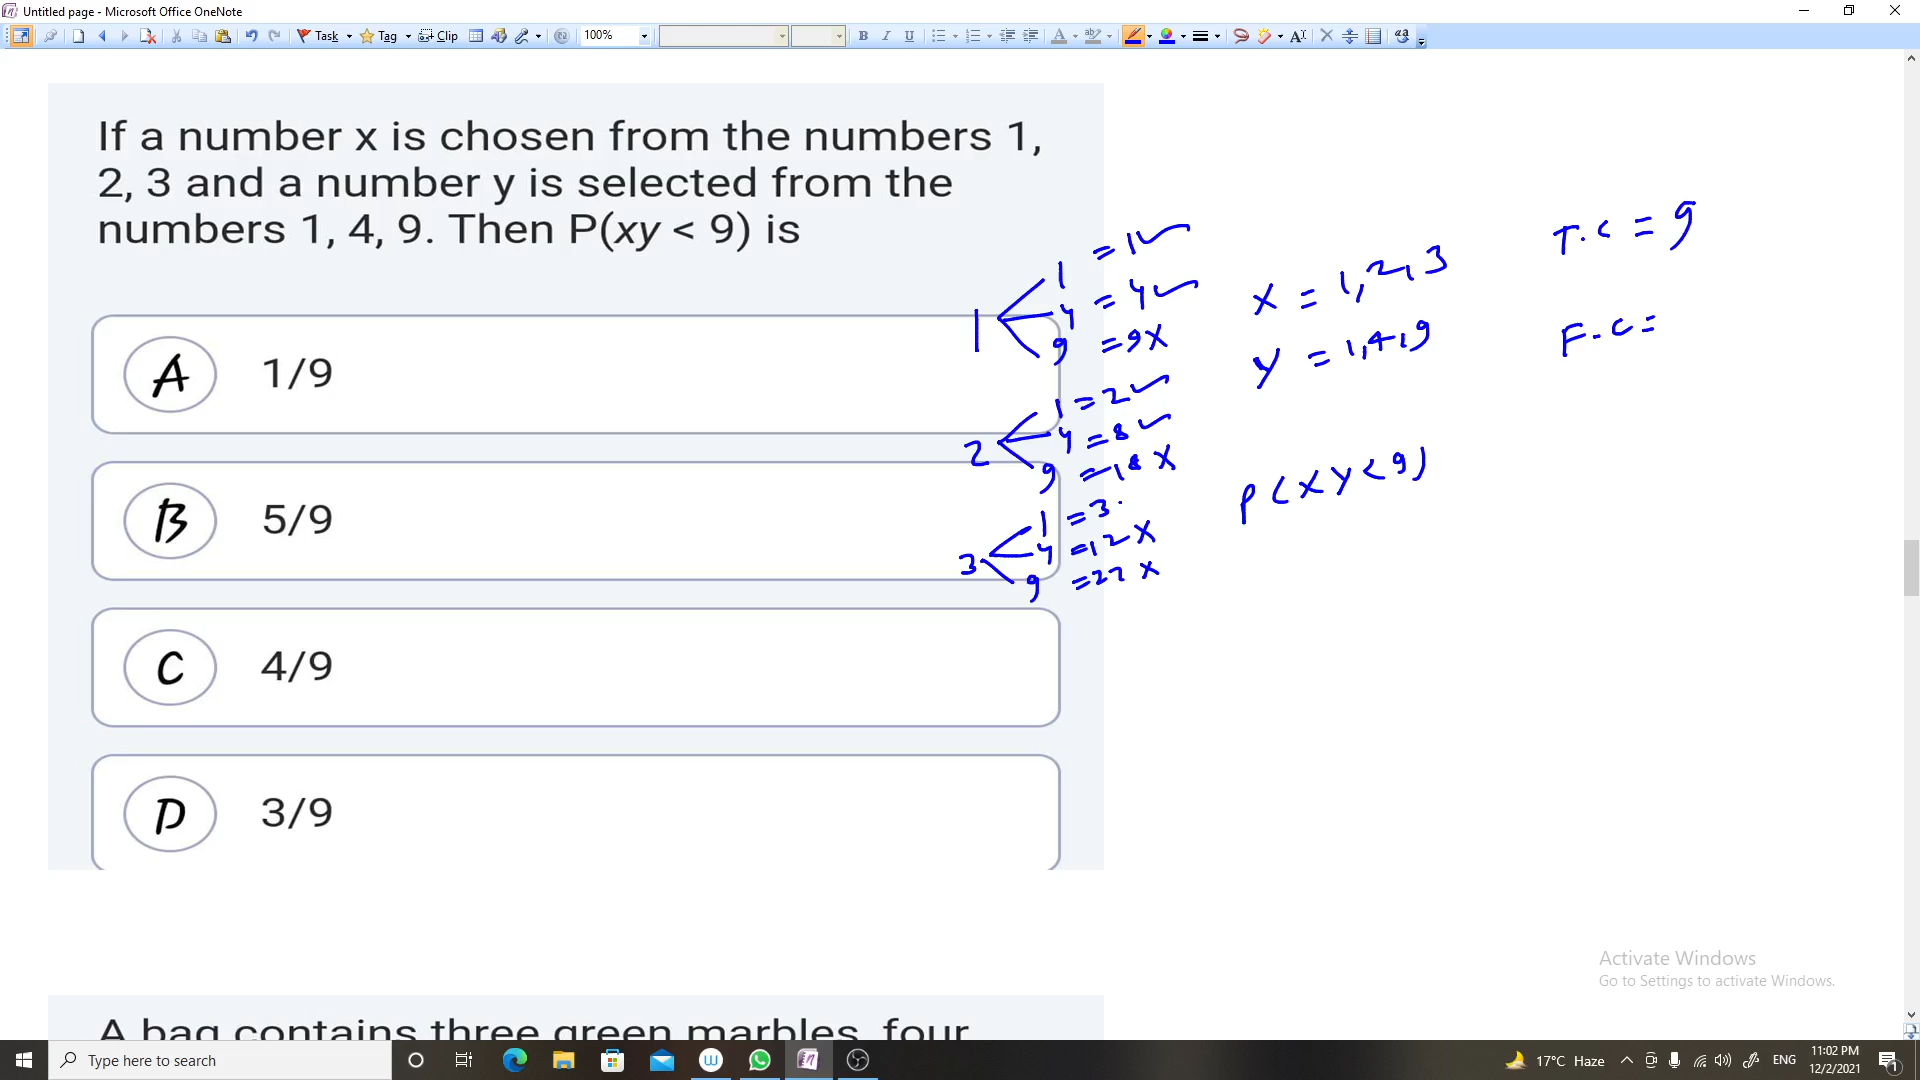 Untitled page - Microsoft Office OneNote
Task Tag Clip 100% B I U
If a number x is chosen from the numbers 1,
2, 3 and a number y is selected from the
numbers 1, 4, 9. Then P(xy < 9) is
A 1/9
B 5/9
C 4/9
D 3/9
1
1 = 1 ✓
4 = 4 ✓
9 = 9 X
2
1 = 2 ✓
4 = 8 ✓
9 = 18 X
3
1 = 3
4 = 12 X
9 = 27 X
X = 1, 2, 3
Y = 1, 4, 9
P(XY < 9)
T.C = 9
F.C =
Activate Windows
Go to Settings to activate Windows.
A bag contains three green marbles, four
Type here to search
17°C Haze
ENG
11:02 PM
12/2/2021